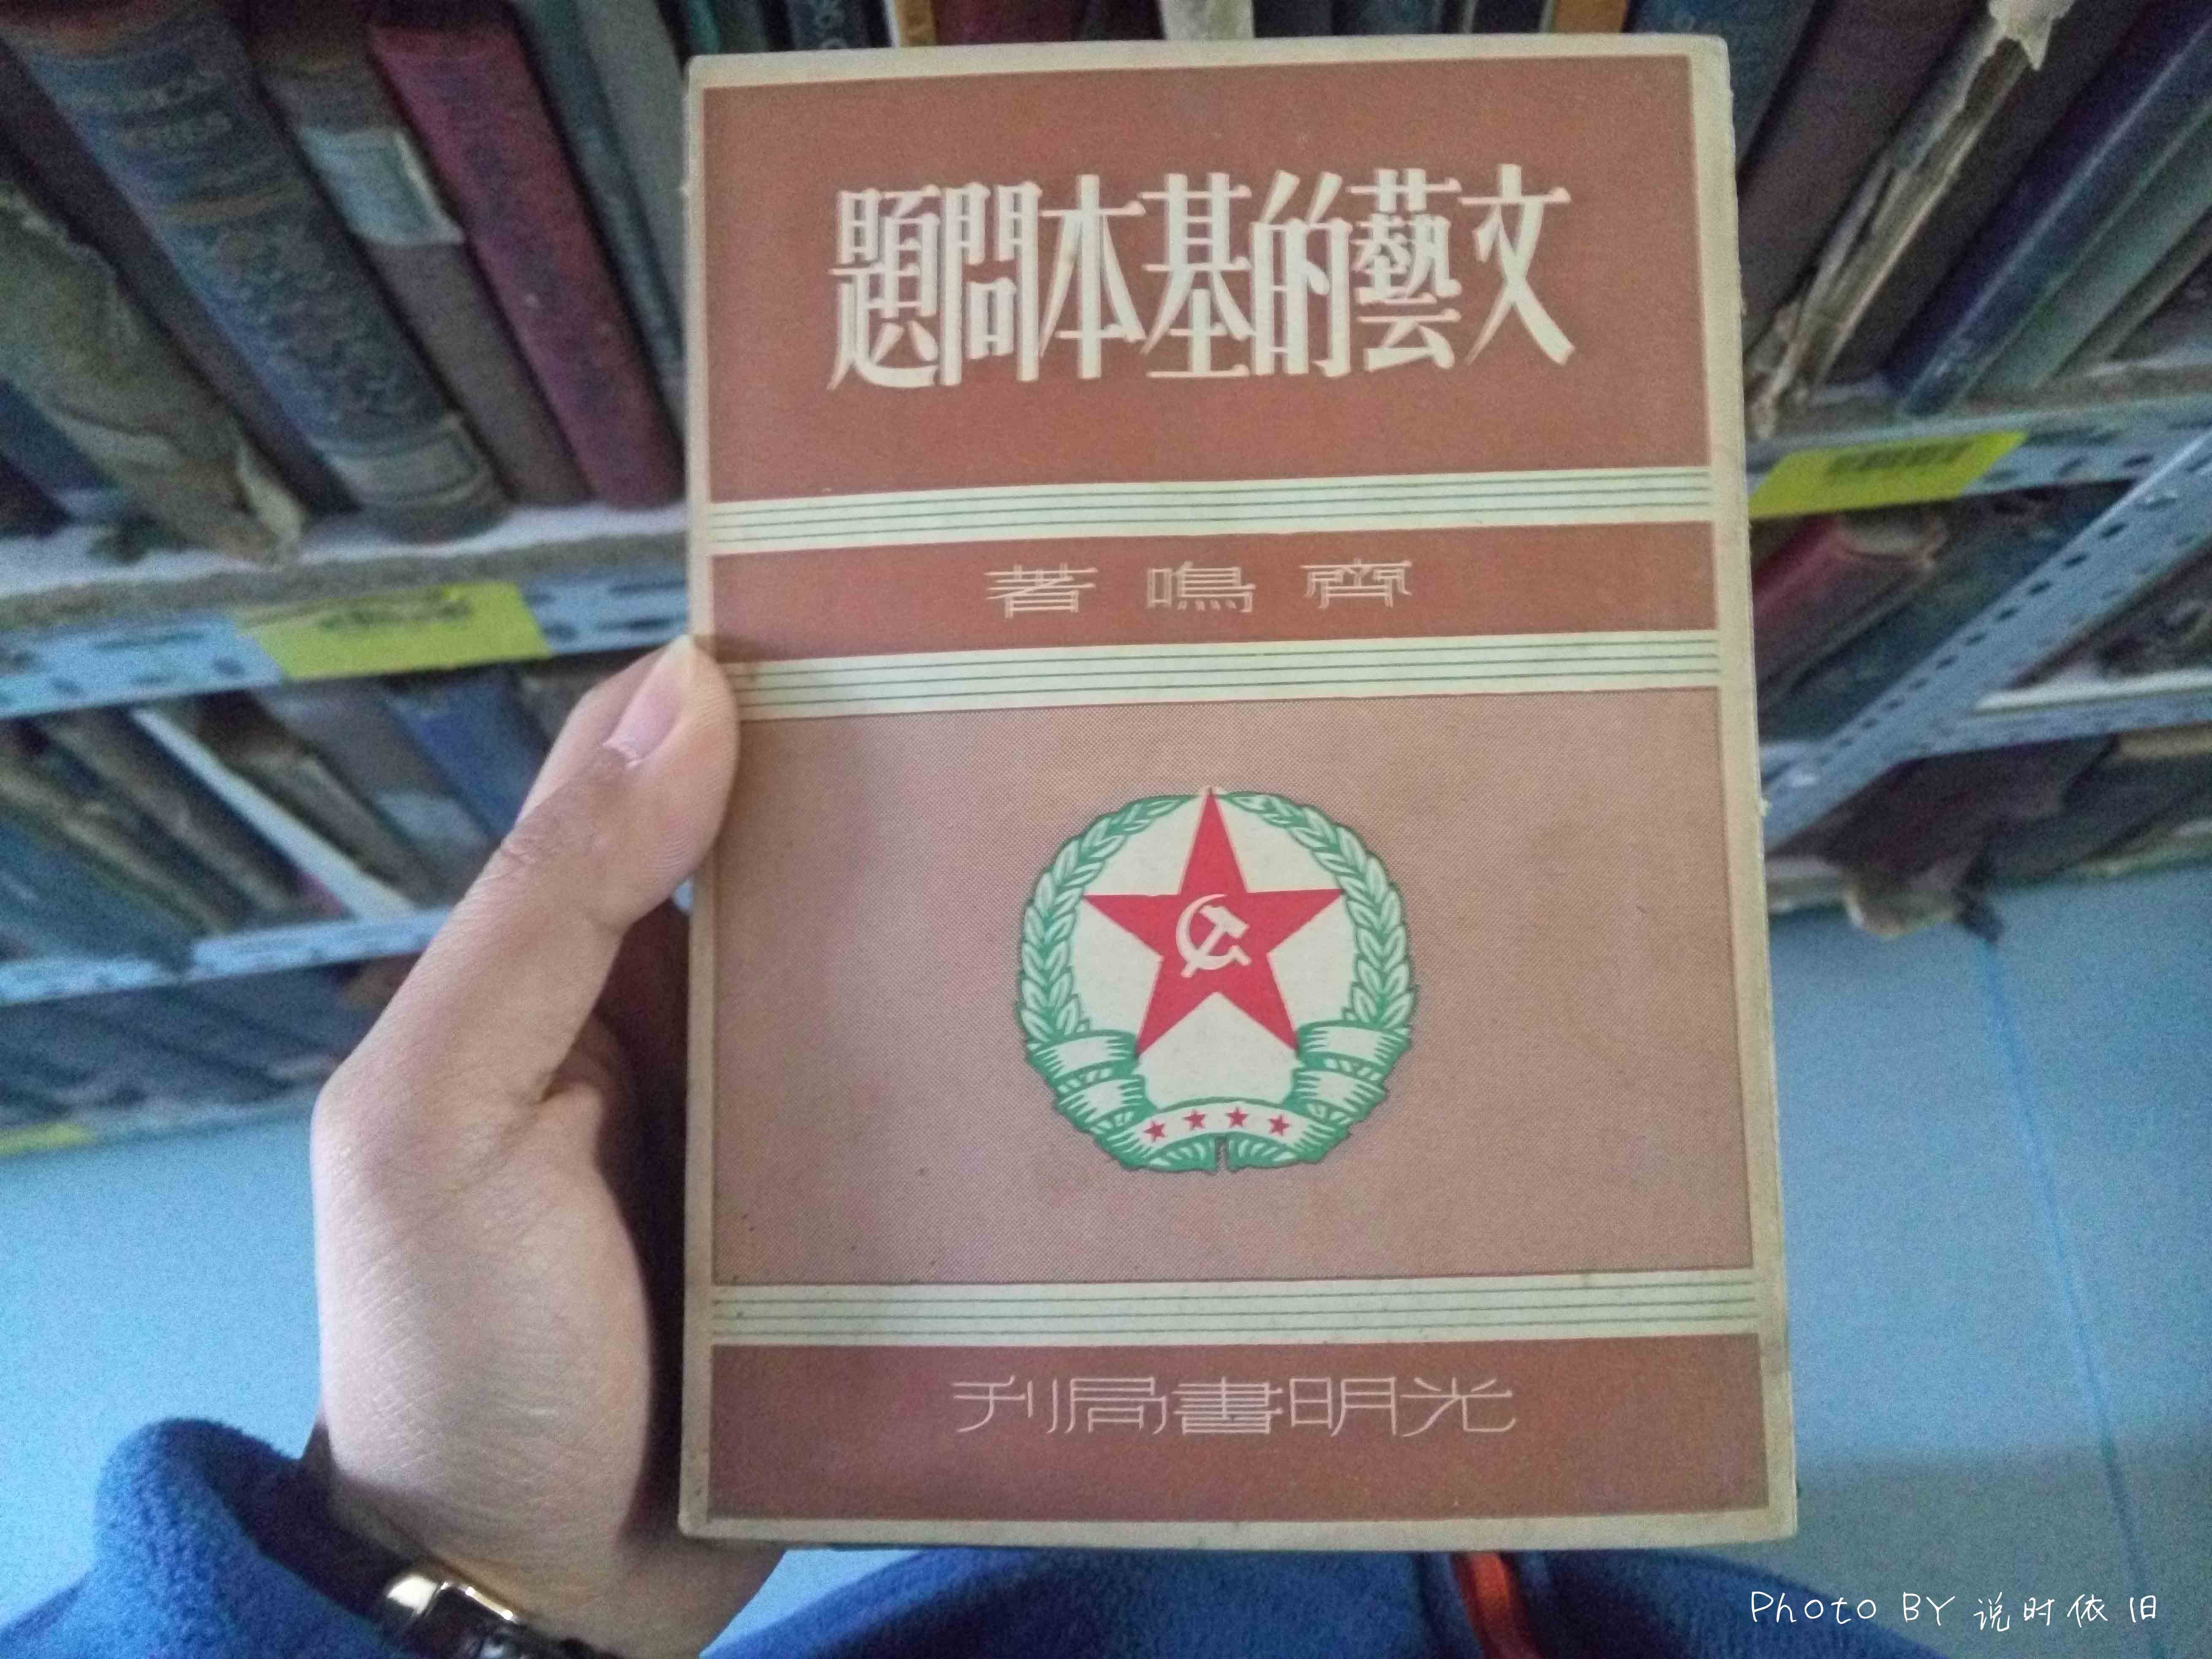 文藝的基本問題
齊鳴著
光明書局刊
Photo BY 说时依旧